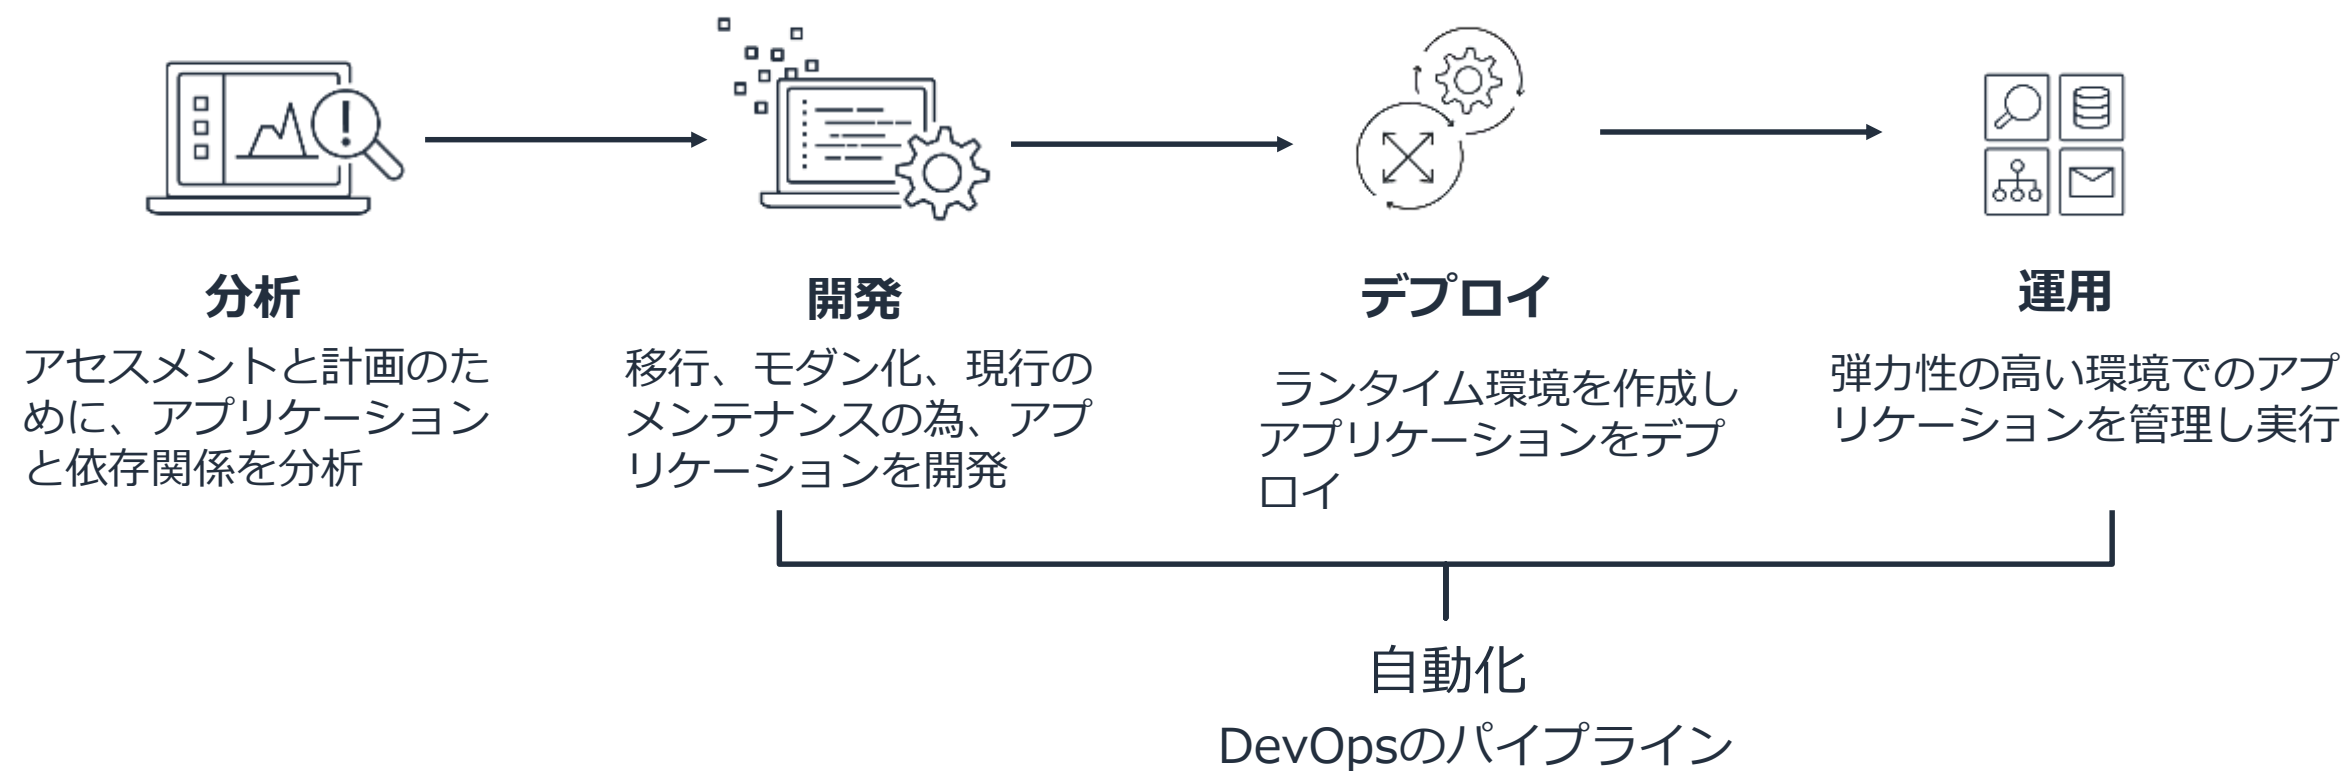 分析
アセスメントと計画のた
めに、アプリケーション
と依存関係を分析
開発
移行、モダン化、現行の
メンテナンスの為、アプ
リケーションを開発
デプロイ
ランタイム環境を作成し
アプリケーションをデプ
ロイ
運用
弾力性の高い環境でのアプ
リケーションを管理し実行
自動化
DevOpsのパイプライン